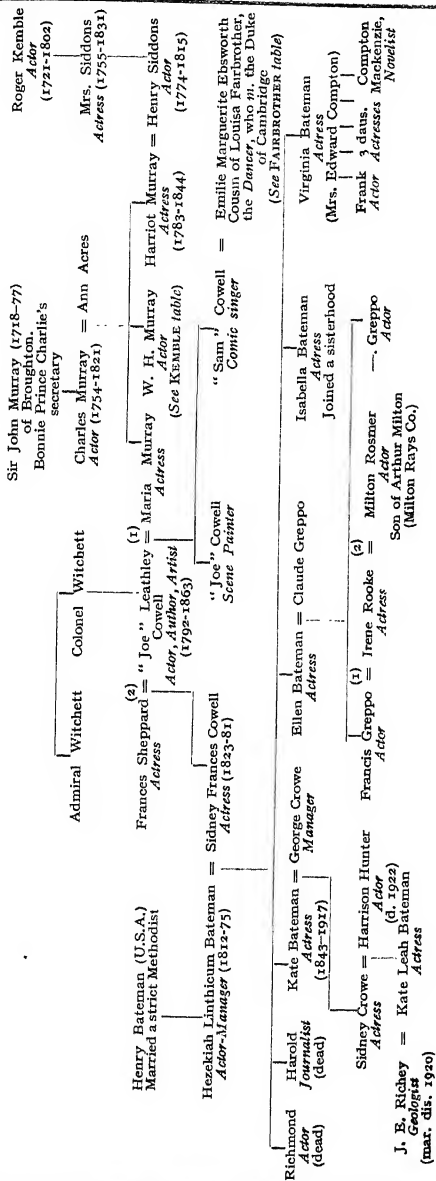 Sir John Murray (1718-77)
of Broughton.
Bonnie Prince Charlie's
secretary
Roger Kemble
Actor
(1721-1802)
Admiral Witchett
Colonel Witchett
Charles Murray = Ann Acres
Actor (1754-1821)
Mrs. Siddons
Actress (1755-1831)
Henry Bateman (U.S.A.)
Married a strict Methodist
(2)
(1)
Frances Sheppard = "Joe" Leathley = Maria Murray
Actress
Cowell
Actress
Actor, Author, Artist
(1792-1863)
W. H. Murray
Actor
(See KEMBLE table)
Harriot Murray = Henry Siddons
Actress
Actor
(1783-1844)
(1774-1815)
Hezekiah Linthicum Bateman = Sidney Frances Cowell
Actor-Manager (1812-75)
Actress (1823-81)
"Joe" Cowell
Scene Painter
"Sam" Cowell
Comic singer
= Emilie Marguerite Ebsworth
Cousin of Louisa Fairbrother,
the Dancer, who m. the Duke
of Cambridge
(See FAIRBROTHER table)
Richmond
Actor
(dead)
Harold
Journalist
(dead)
Kate Bateman = George Crowe
Actress
Manager
(1843-1917)
Ellen Bateman = Claude Greppo
Actress
Isabella Bateman
Actress
Joined a sisterhood
Virginia Bateman
Actress
(Mrs. Edward Compton)
Sidney Crowe = Harrison Hunter
Actress
Actor
(d. 1922)
(1)
(2)
Francis Greppo = Irene Rooke = Milton Rosmer
Actor
Actress
Actor
Son of Arthur Milton
(Milton Rays Co.)
—. Greppo
Actor
Frank
Actor
3 daus.
Actresses
Compton
Mackenzie,
Novelist
J. E. Richey = Kate Leah Bateman
Geologist
Actress
(mar. dis. 1920)